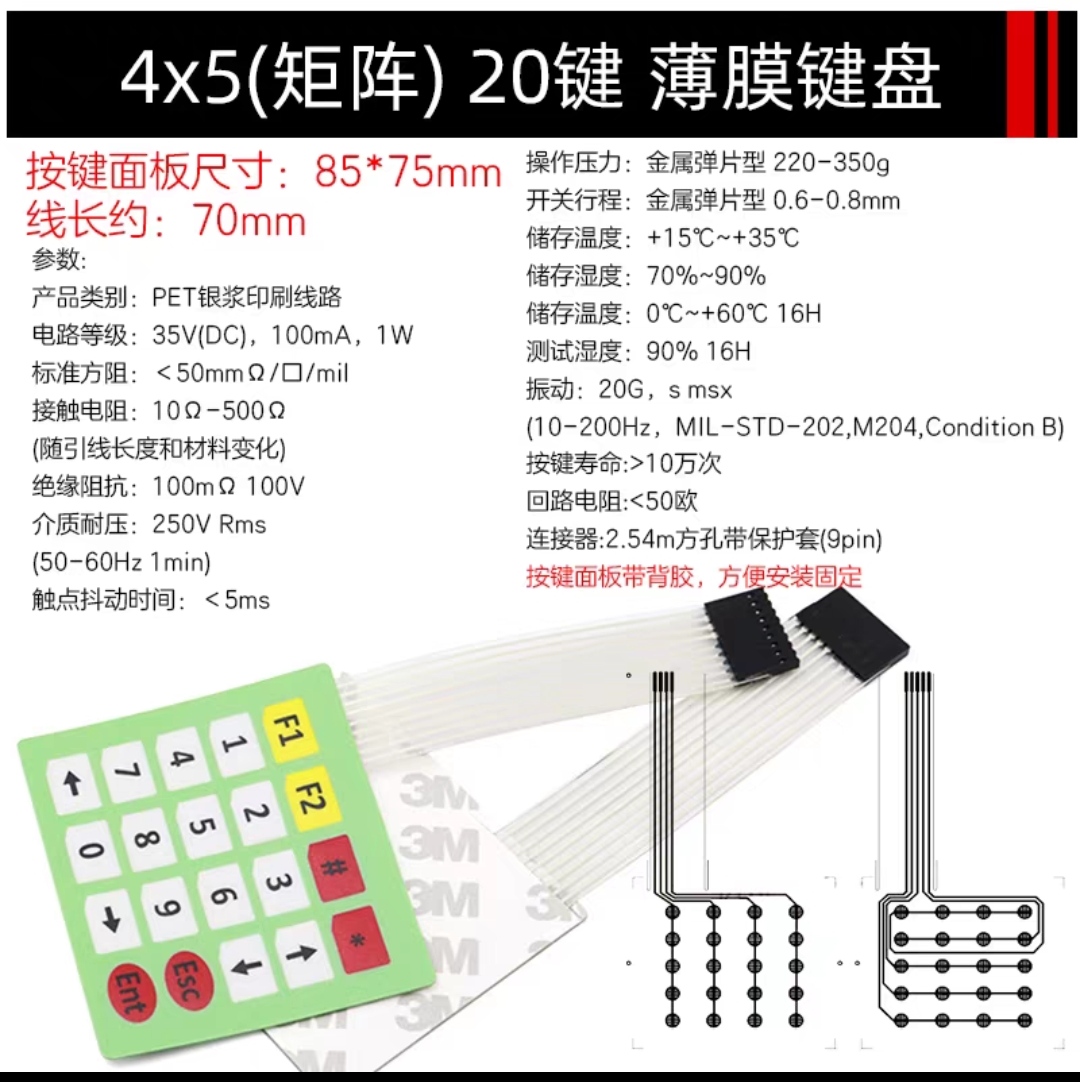 4x5(矩阵) 20键 薄膜键盘
按键面板尺寸：85*75mm
线长约：70mm
参数:
产品类别：PET银浆印刷线路
电路等级：35V(DC)，100mA，1W
标准方阻：＜50mmΩ/口/mil
接触电阻：10Ω-500Ω
(随引线长度和材料变化)
绝缘阻抗：100mΩ 100V
介质耐压：250V Rms
(50-60Hz 1min)
触点抖动时间：＜5ms
操作压力：金属弹片型 220-350g
开关行程：金属弹片型 0.6-0.8mm
储存温度：+15℃~+35℃
储存湿度：70%~90%
储存温度：0℃~+60℃ 16H
测试湿度：90% 16H
振动：20G，s msx
(10-200Hz，MIL-STD-202,M204,Condition B)
按键寿命:>10万次
回路电阻:<50欧
连接器:2.54m方孔带保护套(9pin)
按键面板带背胶，方便安装固定
F1 F2 # *
1 2 3 ↑
4 5 6 ↓
7 8 9 Esc
← 0 → Ent
3M
3M
3M 3M
3M
3M 3M
3M